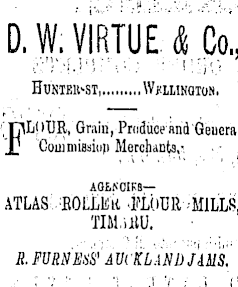 D. W. VIRTUE & Co.,
HUNTER-ST,.........WELLINGTON.
FLOUR, Grain, Produce and Genera
Commission Merchants,
AGENCIES—
ATLAS ROLLER FLOUR MILLS,
TIMARU.
R. FURNESS' AUCKLAND JAMS.